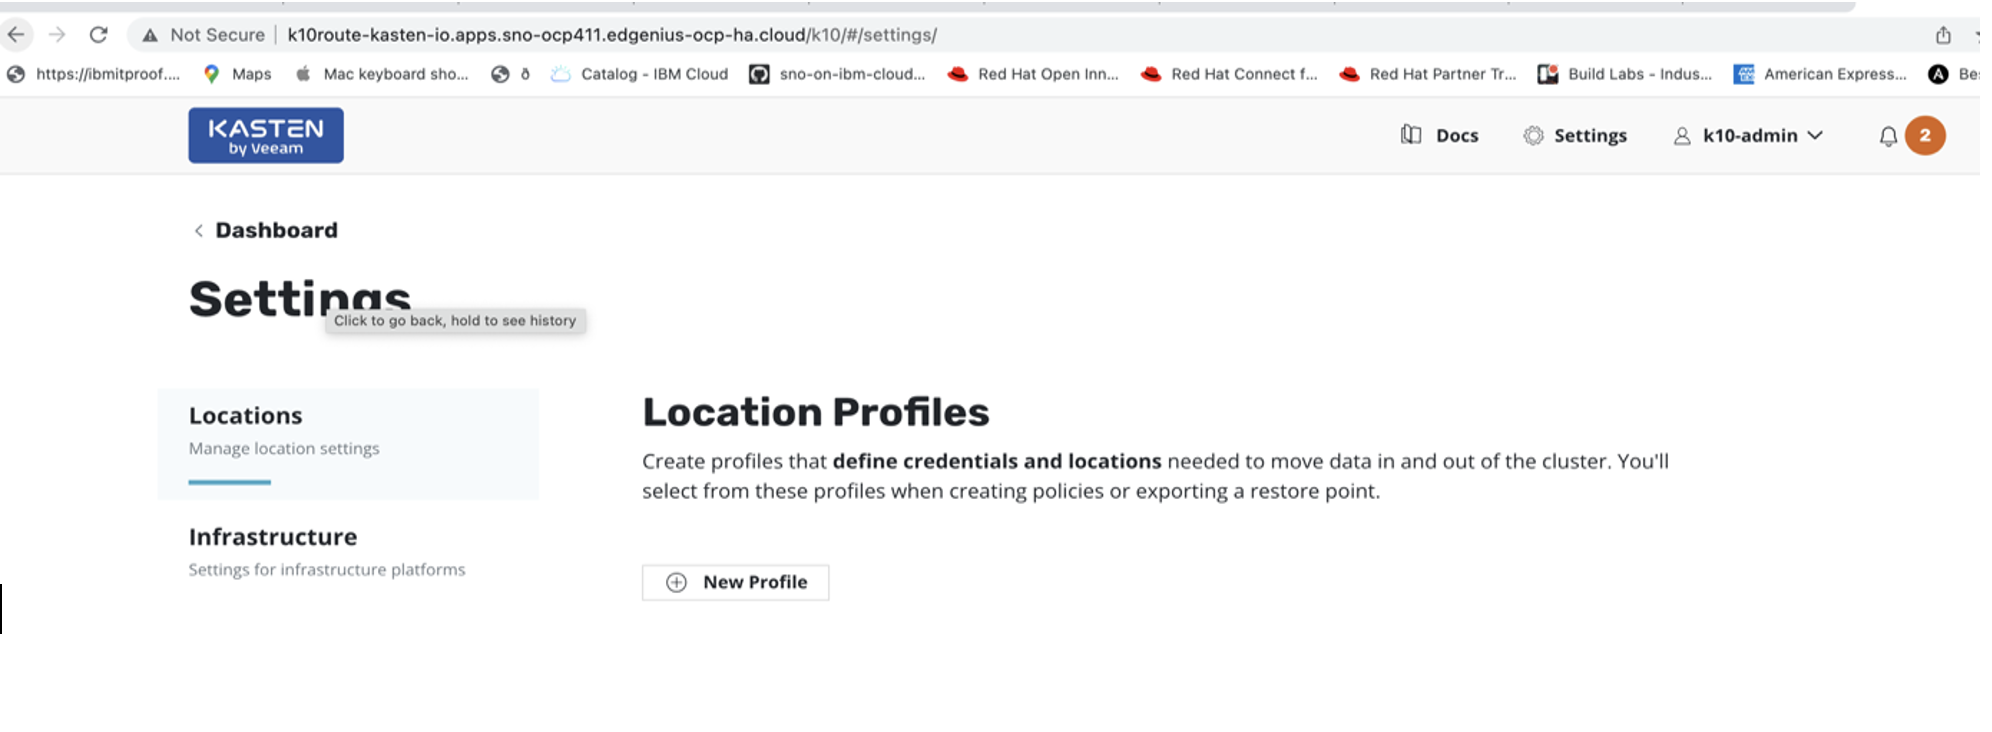 Not Secure | k10route-kasten-io.apps.sno-ocp411.edgenius-ocp-ha.cloud/k10/#/settings/
https://ibmitproof.... Maps Mac keyboard sho... ծ Catalog - IBM Cloud sno-on-ibm-cloud... Red Hat Open Inn... Red Hat Connect f... Red Hat Partner Tr... Build Labs - Indus... American Express... Be
KASTEN
by Veeam
Docs Settings k10-admin 2
Dashboard
Settings
Click to go back, hold to see history
Locations
Manage location settings
Infrastructure
Settings for infrastructure platforms
Location Profiles
Create profiles that define credentials and locations needed to move data in and out of the cluster. You'll
select from these profiles when creating policies or exporting a restore point.
New Profile